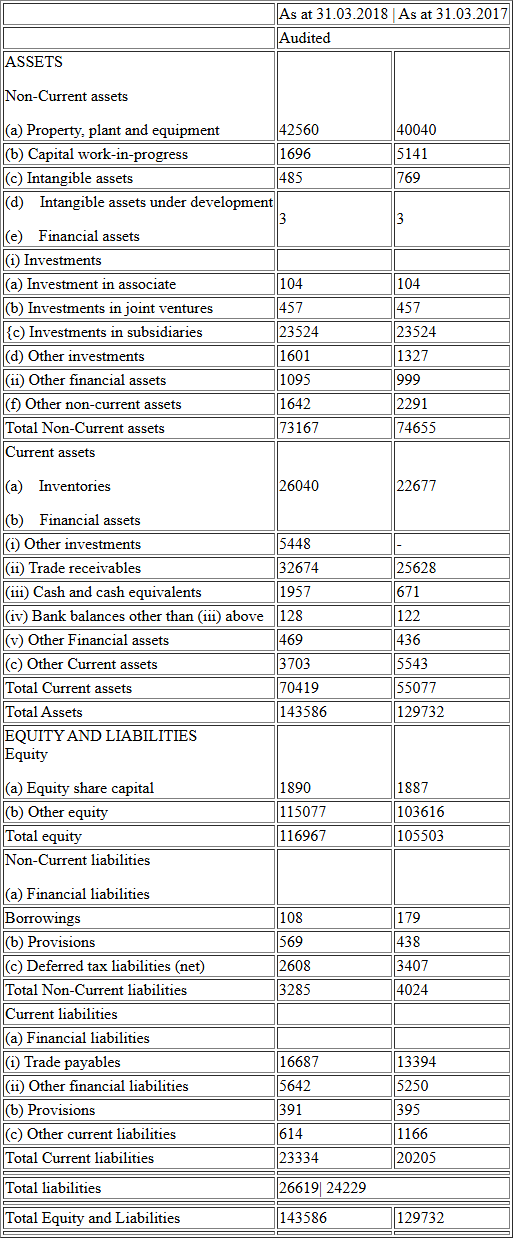 As at 31.03.2018 | As at 31.03.2017
Audited
ASSETS
Non-Current assets
(a) Property, plant and equipment 42560 40040
(b) Capital work-in-progress 1696 5141
(c) Intangible assets 485 769
(d) Intangible assets under development
3 3
(e) Financial assets
(i) Investments
(a) Investment in associate 104 104
(b) Investments in joint ventures 457 457
{c) Investments in subsidiaries 23524 23524
(d) Other investments 1601 1327
(ii) Other financial assets 1095 999
(f) Other non-current assets 1642 2291
Total Non-Current assets 73167 74655
Current assets
(a) Inventories 26040 22677
(b) Financial assets
(i) Other investments 5448 -
(ii) Trade receivables 32674 25628
(iii) Cash and cash equivalents 1957 671
(iv) Bank balances other than (iii) above 128 122
(v) Other Financial assets 469 436
(c) Other Current assets 3703 5543
Total Current assets 70419 55077
Total Assets 143586 129732
EQUITY AND LIABILITIES
Equity
(a) Equity share capital 1890 1887
(b) Other equity 115077 103616
Total equity 116967 105503
Non-Current liabilities
(a) Financial liabilities
Borrowings 108 179
(b) Provisions 569 438
(c) Deferred tax liabilities (net) 2608 3407
Total Non-Current liabilities 3285 4024
Current liabilities
(a) Financial liabilities
(i) Trade payables 16687 13394
(ii) Other financial liabilities 5642 5250
(b) Provisions 391 395
(c) Other current liabilities 614 1166
Total Current liabilities 23334 20205
Total liabilities 26619| 24229
Total Equity and Liabilities 143586 129732